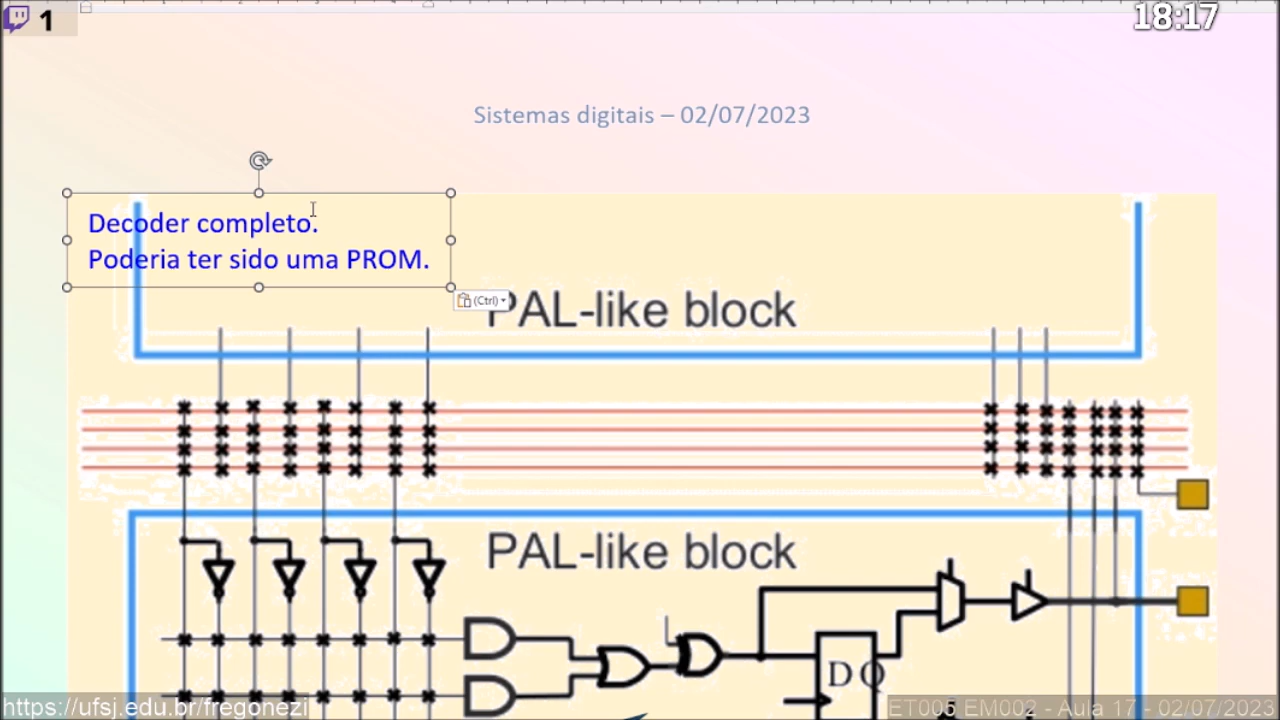 1
18:17
Sistemas digitais – 02/07/2023
Decoder completo.
Poderia ter sido uma PROM.
(Ctrl)
PAL-like block
PAL-like block
D Q
https://ufsj.edu.br/fregonezi
ET005 EM002 - Aula 17 - 02/07/2023